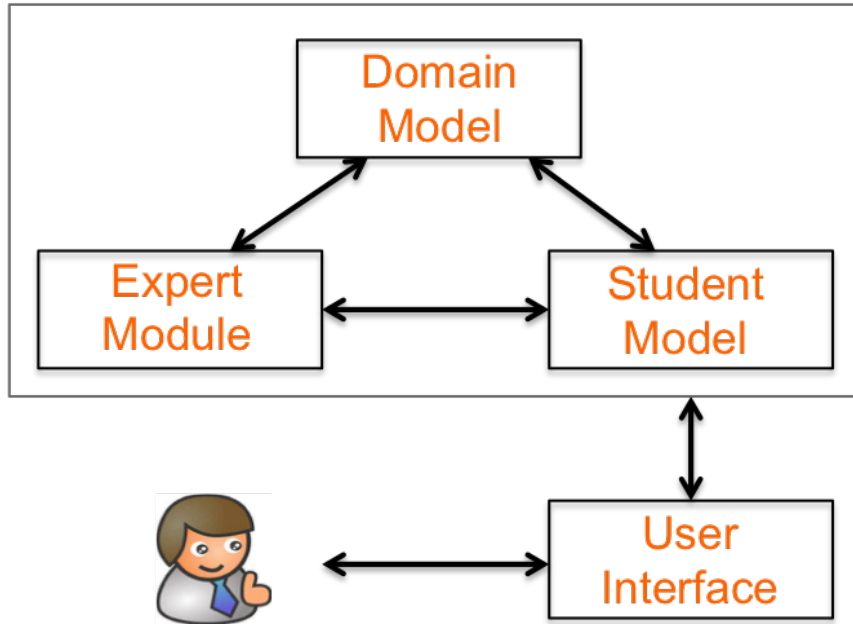 Domain
Model
Expert
Module
Student
Model
User
Interface